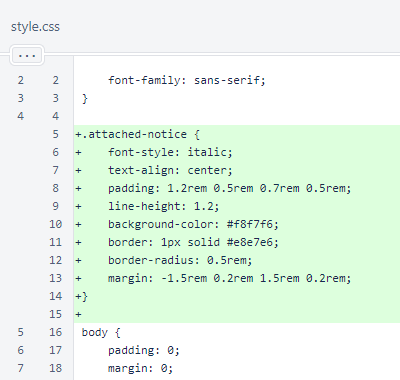 style.css
...
2 2     font-family: sans-serif;
3 3 }
4 4
5 +.attached-notice {
6 +    font-style: italic;
7 +    text-align: center;
8 +    padding: 1.2rem 0.5rem 0.7rem 0.5rem;
9 +    line-height: 1.2;
10 +    background-color: #f8f7f6;
11 +    border: 1px solid #e8e7e6;
12 +    border-radius: 0.5rem;
13 +    margin: -1.5rem 0.2rem 1.5rem 0.2rem;
14 +}
15 +
5 16 body {
6 17     padding: 0;
7 18     margin: 0;